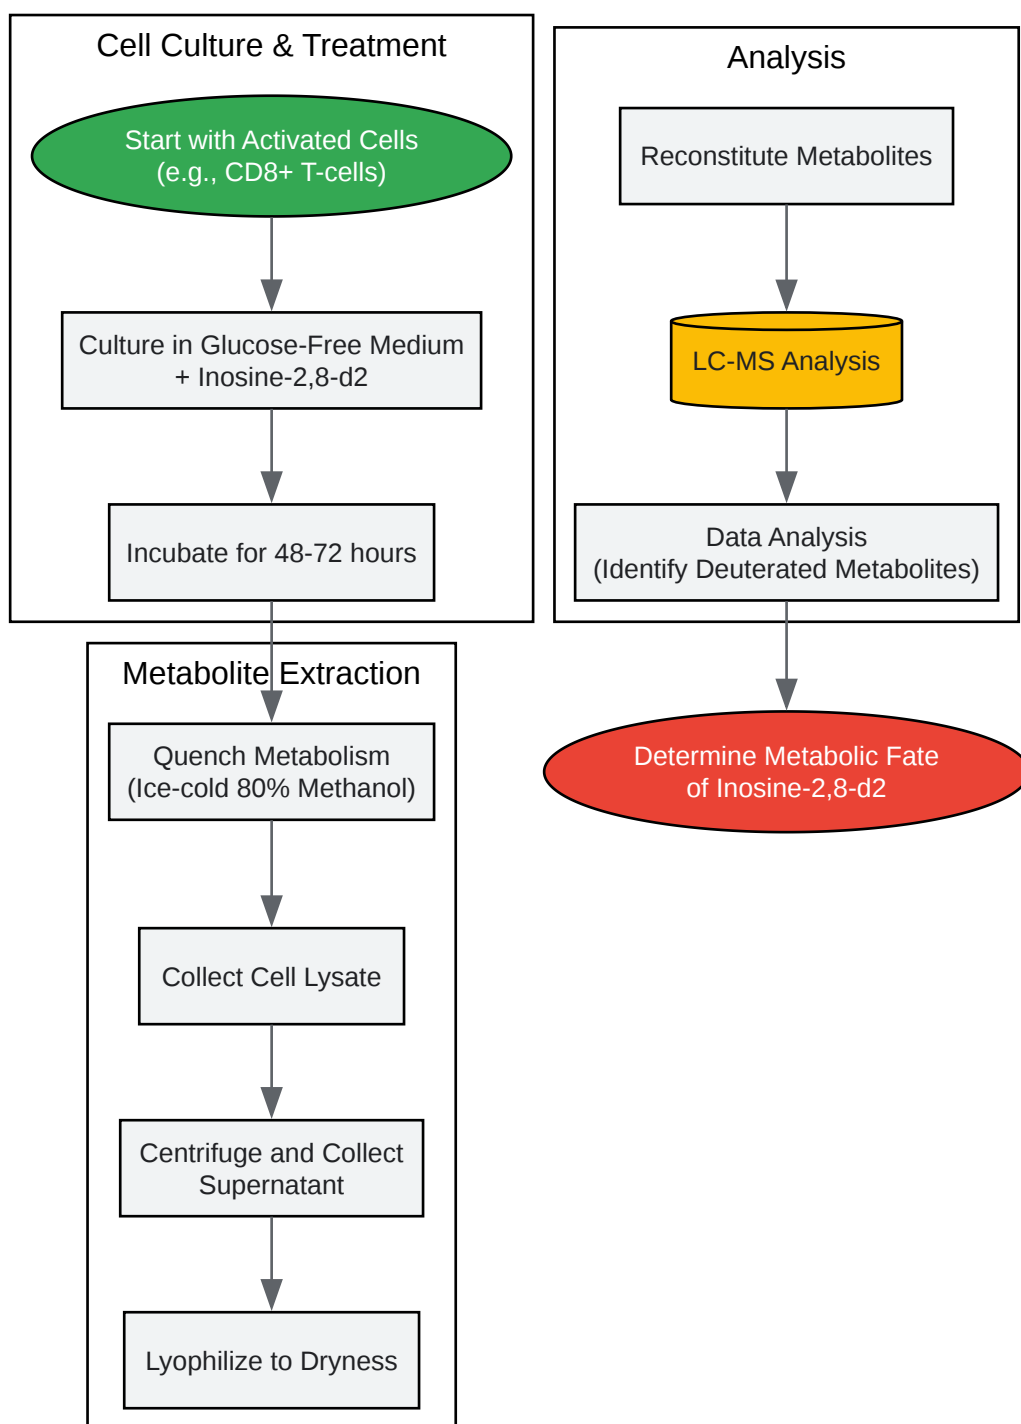 Cell Culture & Treatment
Start with Activated Cells
(e.g., CD8+ T-cells)
Culture in Glucose-Free Medium
+ Inosine-2,8-d2
Incubate for 48-72 hours
Metabolite Extraction
Quench Metabolism
(Ice-cold 80% Methanol)
Collect Cell Lysate
Centrifuge and Collect
Supernatant
Lyophilize to Dryness
Analysis
Reconstitute Metabolites
LC-MS Analysis
Data Analysis
(Identify Deuterated Metabolites)
Determine Metabolic Fate
of Inosine-2,8-d2